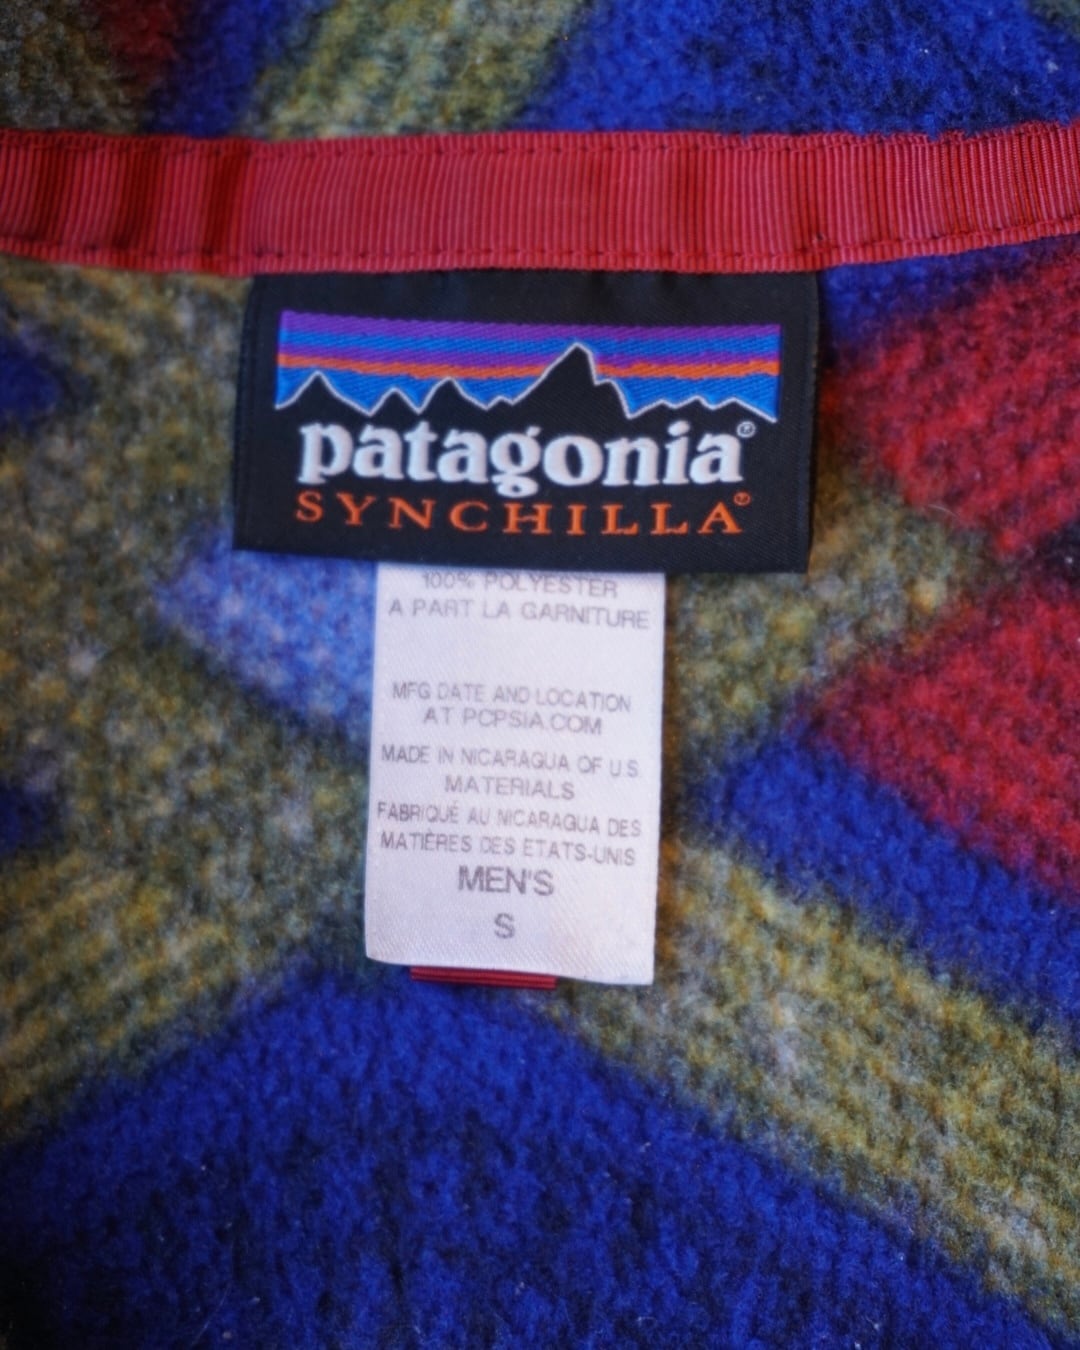 patagonia®
SYNCHILLA®
100% POLYESTER
A PART LA GARNITURE
MFG DATE AND LOCATION
AT PCPSIA.COM
MADE IN NICARAGUA OF U.S.
MATERIALS
FABRIQUÉ AU NICARAGUA DES
MATIÈRES DES ETATS-UNIS
MEN'S
S